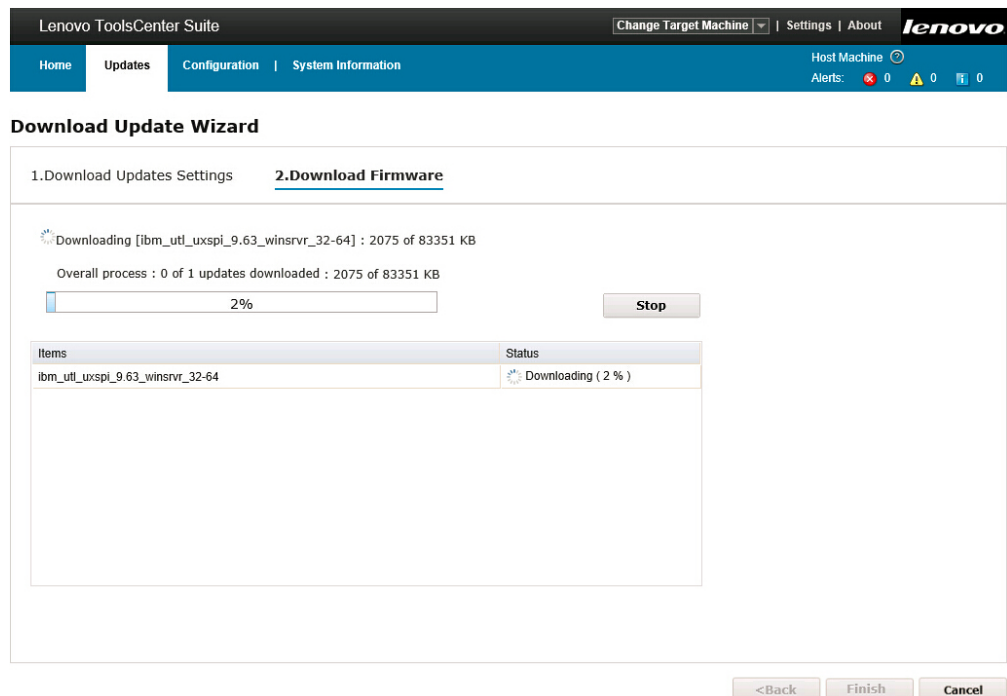 Lenovo ToolsCenter Suite
Change Target Machine | Settings | About lenovo
Home Updates Configuration | System Information
Host Machine ?
Alerts: 0 0 0
Download Update Wizard
1.Download Updates Settings 2.Download Firmware
Downloading [ibm_utl_uxspi_9.63_winsrvr_32-64] : 2075 of 83351 KB
Overall process : 0 of 1 updates downloaded : 2075 of 83351 KB
2%
Stop
Items Status
ibm_utl_uxspi_9.63_winsrvr_32-64 Downloading ( 2 % )
<Back Finish Cancel